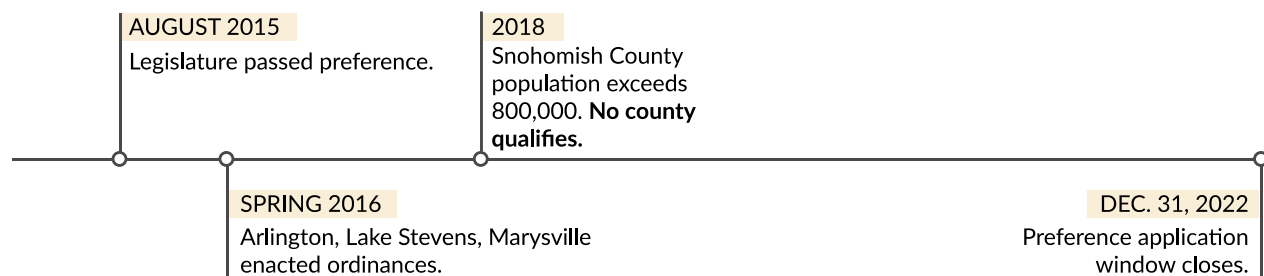 AUGUST 2015
Legislature passed preference.
2018
Snohomish County
population exceeds
800,000. No county
qualifies.
SPRING 2016
Arlington, Lake Stevens, Marysville
enacted ordinances.
DEC. 31, 2022
Preference application
window closes.